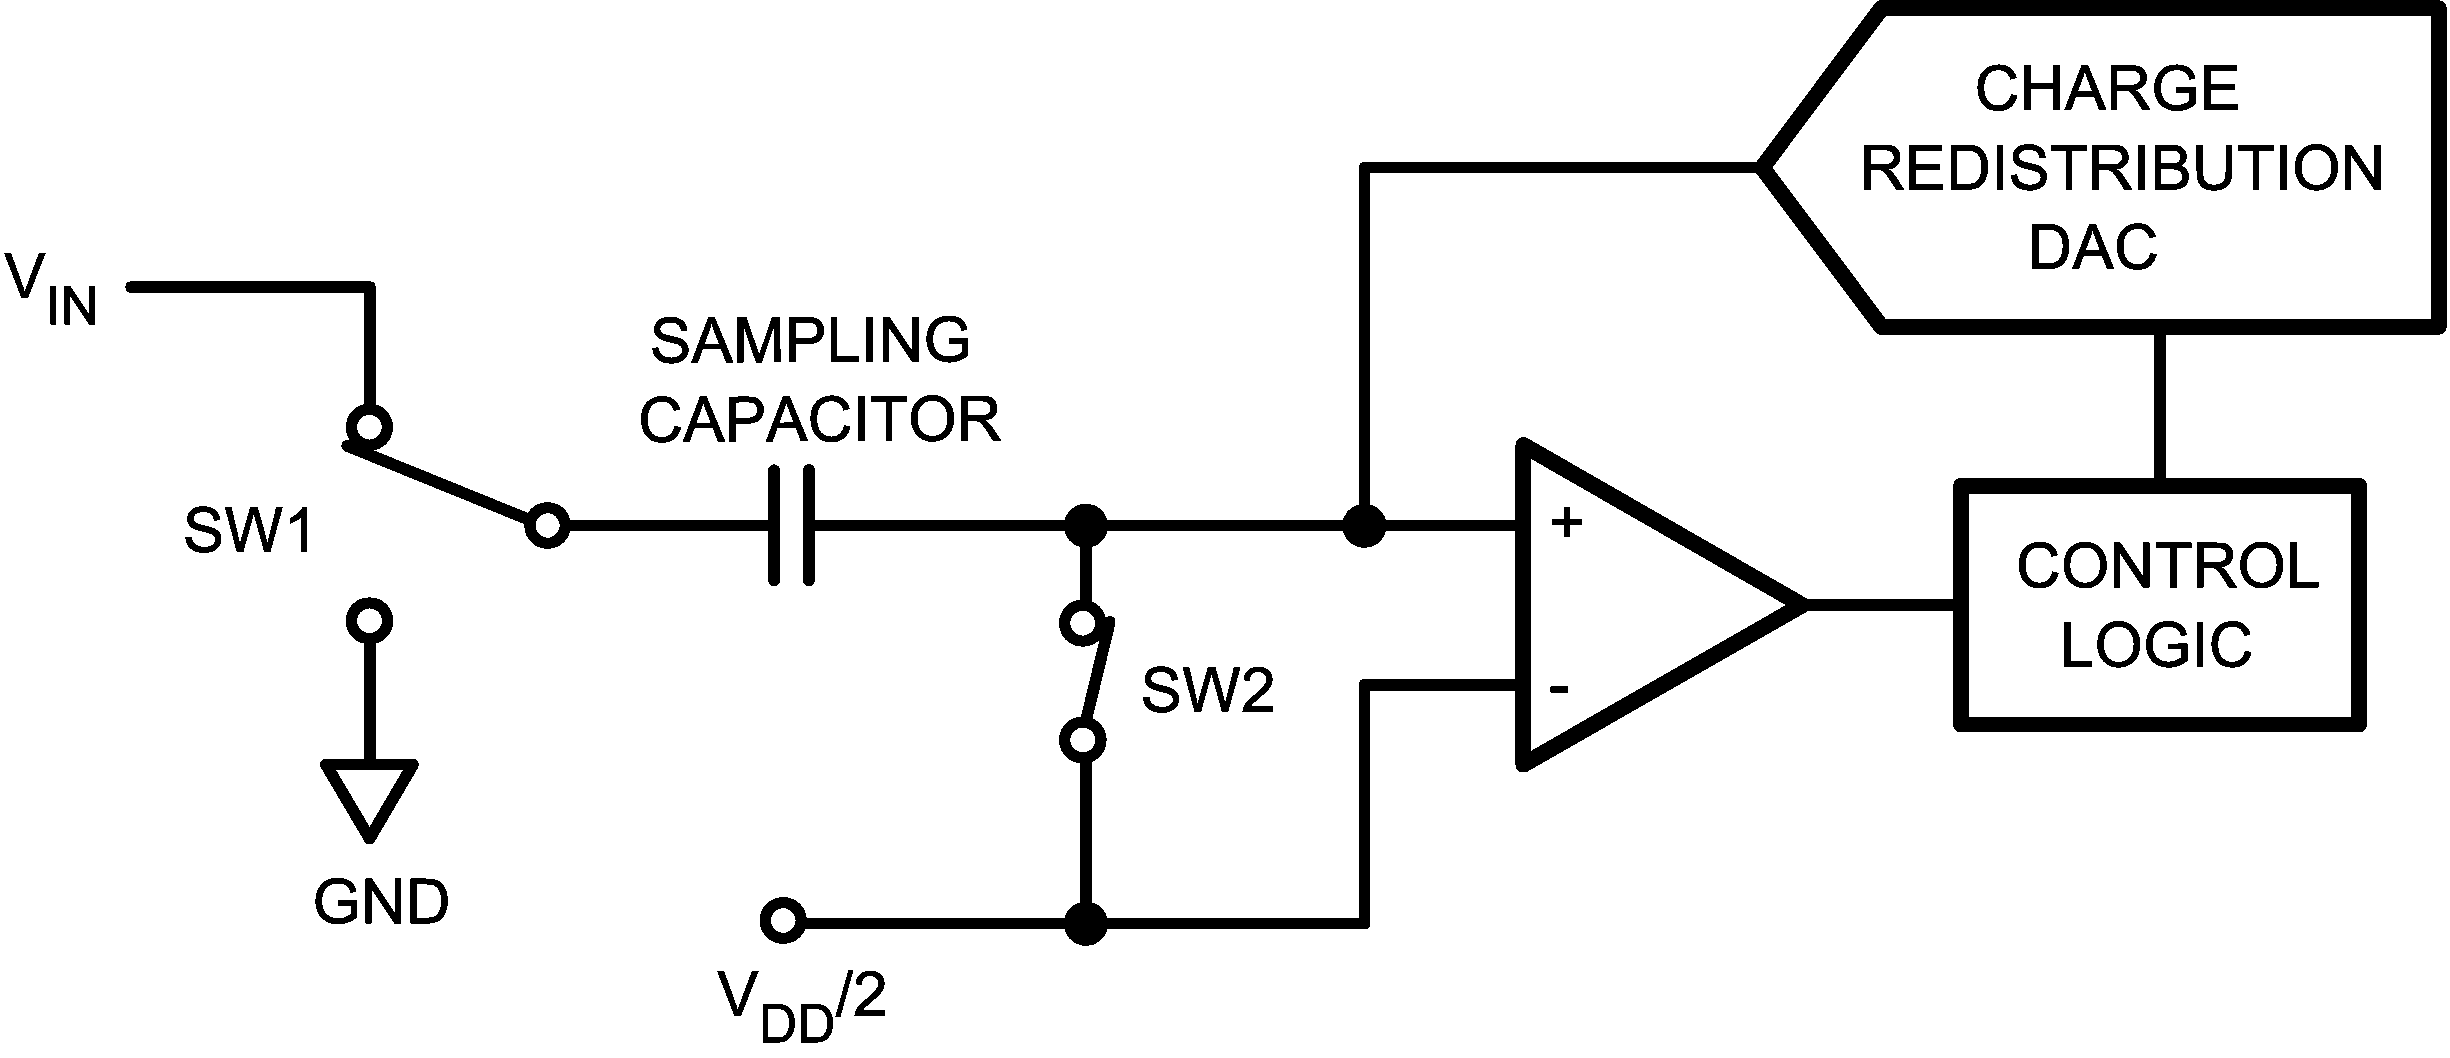 CHARGE
REDISTRIBUTION
DAC
VIN
SAMPLING
CAPACITOR
SW1
+
CONTROL
LOGIC
SW2
-
GND
VDD/2